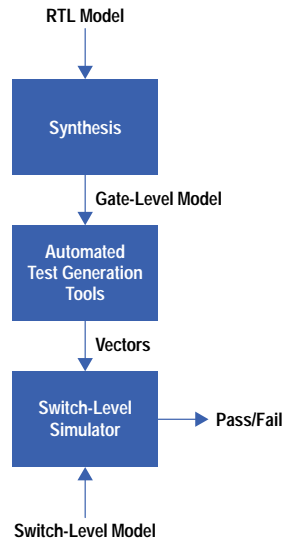 RTL Model
Synthesis
Gate-Level Model
Automated
Test Generation
Tools
Vectors
Switch-Level
Simulator
Pass/Fail
Switch-Level Model